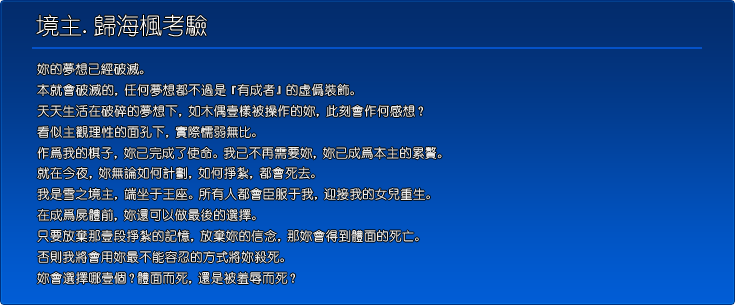 境主. 歸海楓考驗
妳的夢想已經破滅。
本就會破滅的, 任何夢想都不過是『有成者』的虛僞裝飾。
天天生活在破碎的夢想下, 如木偶壹樣被操作的妳, 此刻會作何感想?
看似主觀理性的面孔下, 實際懦弱無比。
作爲我的棋子, 妳已完成了使命。我已不再需要妳, 妳已成爲本主的累贅。
就在今夜, 妳無論如何計劃, 如何掙紮, 都會死去。
我是雪之境主, 端坐于王座。所有人都會臣服于我, 迎接我的女兒重生。
在成爲屍體前, 妳還可以做最後的選擇。
只要放棄那壹段掙紮的記憶, 放棄妳的信念, 那妳會得到體面的死亡。
否則我將會用妳最不能容忍的方式將妳殺死。
妳會選擇哪壹個?體面而死, 還是被羞辱而死?